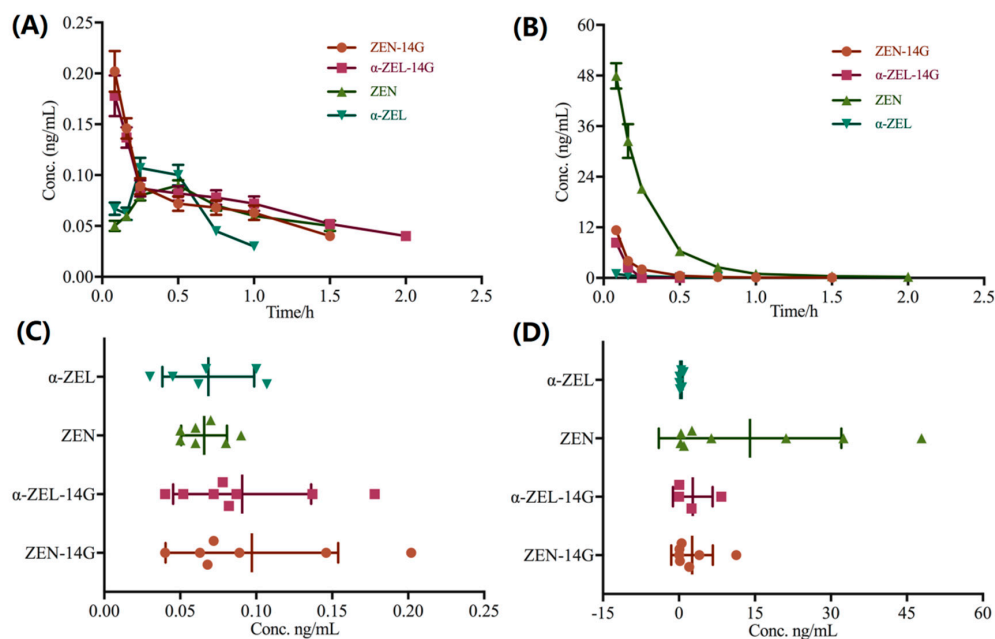 (A)
0.25
0.20
0.15
0.10
0.05
0.00
Conc. (ng/mL)
ZEN-14G
α-ZEL-14G
ZEN
α-ZEL
0.0
0.5
1.0
1.5
2.0
2.5
Time/h
(B)
60
48
36
24
12
0
Conc. (ng/mL)
ZEN-14G
α-ZEL-14G
ZEN
α-ZEL
0.0
0.5
1.0
1.5
2.0
2.5
Time/h
(C)
α-ZEL
ZEN
α-ZEL-14G
ZEN-14G
0.00
0.05
0.10
0.15
0.20
0.25
Conc. ng/mL
(D)
α-ZEL
ZEN
α-ZEL-14G
ZEN-14G
-15
0
15
30
45
60
Conc. ng/mL